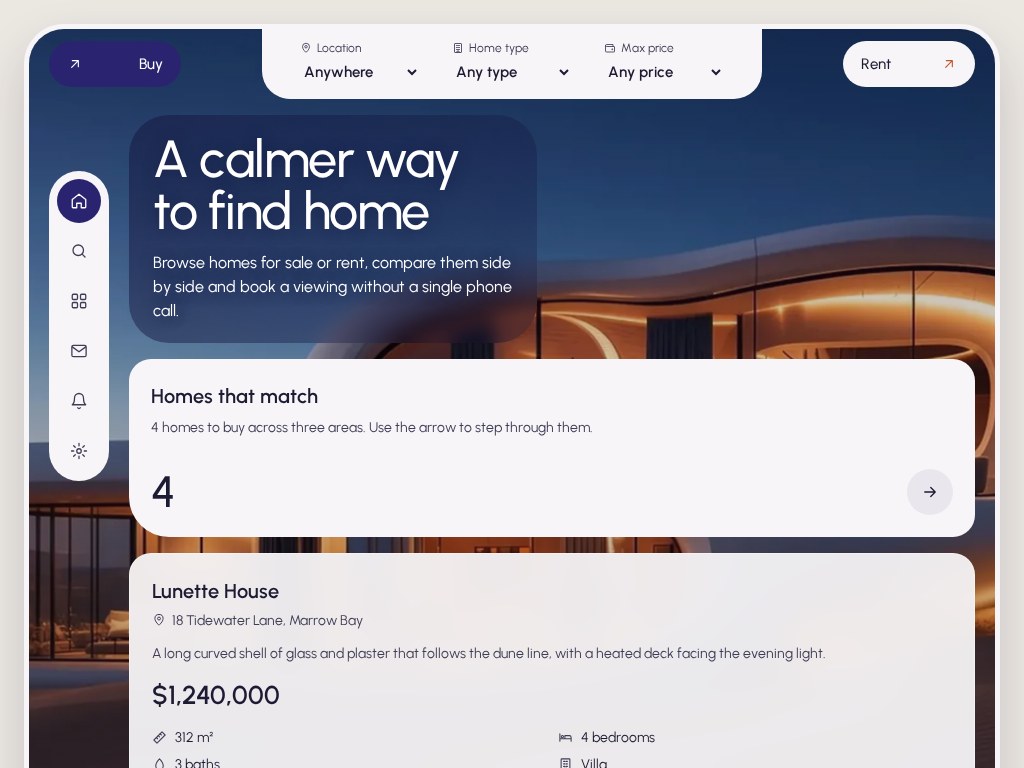 Buy
Location
Home type
Max price
Anywhere
Any type
Any price
Rent
A calmer way
to find home
Browse homes for sale or rent, compare them side
by side and book a viewing without a single phone
call.
Homes that match
4 homes to buy across three areas. Use the arrow to step through them.
4
Lunette House
18 Tidewater Lane, Marrow Bay
A long curved shell of glass and plaster that follows the dune line, with a heated deck facing the evening light.
$1,240,000
312 m²
4 bedrooms
3 baths
Villa